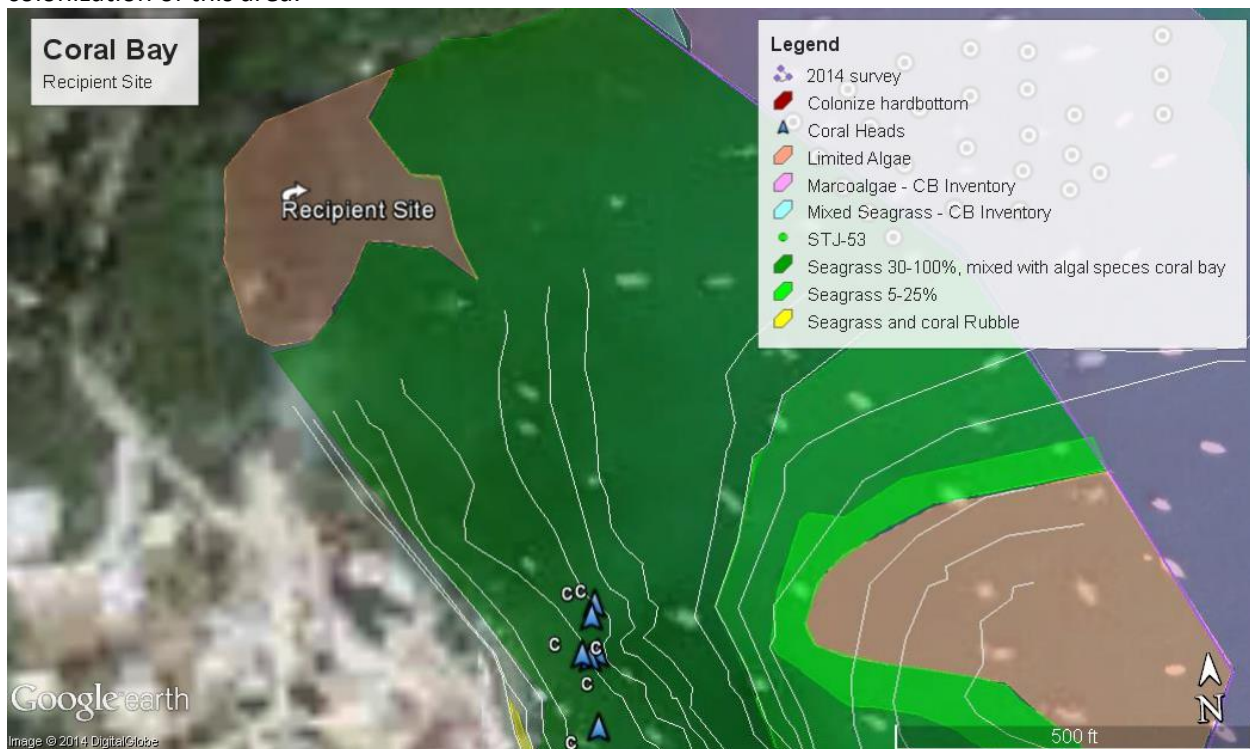 colonization of this area.
Coral Bay
Recipient Site
Legend
2014 survey
Colonize hardbottom
Coral Heads
Limited Algae
Marcoalgae - CB Inventory
Mixed Seagrass - CB Inventory
STJ-53
Seagrass 30-100%, mixed with algal speces coral bay
Seagrass 5-25%
Seagrass and coral Rubble
Recipient Site
C C
C C
C
C
Google earth
Image © 2014 DigitalGlobe
N
500 ft